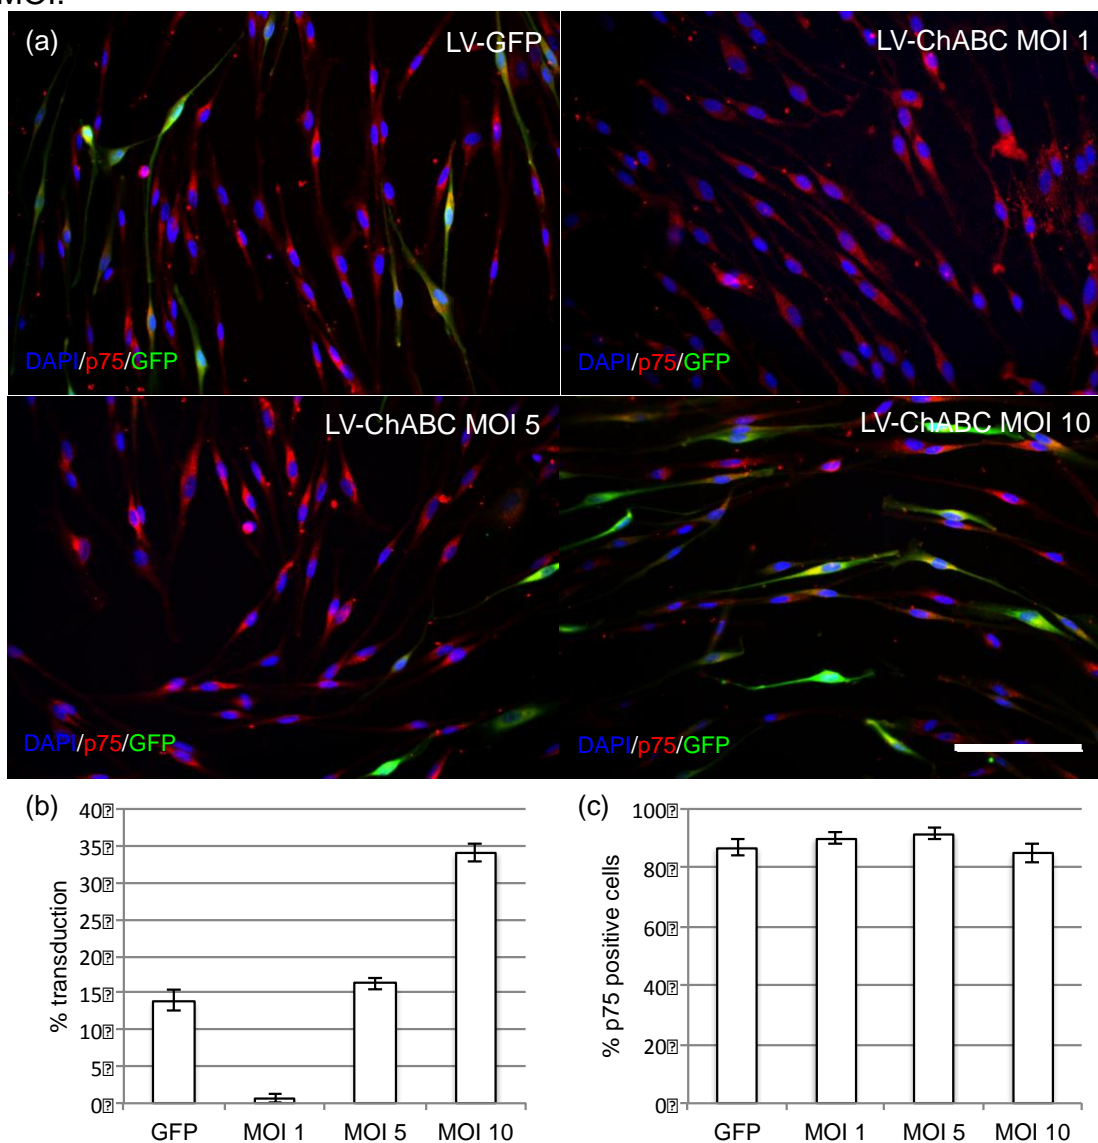 MOI.
(a)
LV-GFP
LV-ChABC MOI 1
DAPI/p75/GFP
DAPI/p75/GFP
LV-ChABC MOI 5
LV-ChABC MOI 10
DAPI/p75/GFP
DAPI/p75/GFP
(b)
40
35
30
25
20
15
10
5
0
% transduction
GFP MOI 1 MOI 5 MOI 10
(c)
100
80
60
40
20
0
% p75 positive cells
GFP MOI 1 MOI 5 MOI 10